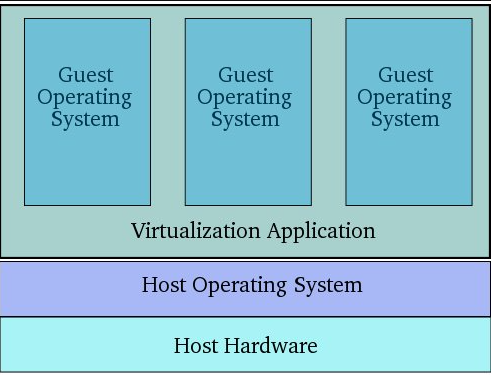 Guest
Operating
System
Guest
Operating
System
Guest
Operating
System
Virtualization Application
Host Operating System
Host Hardware